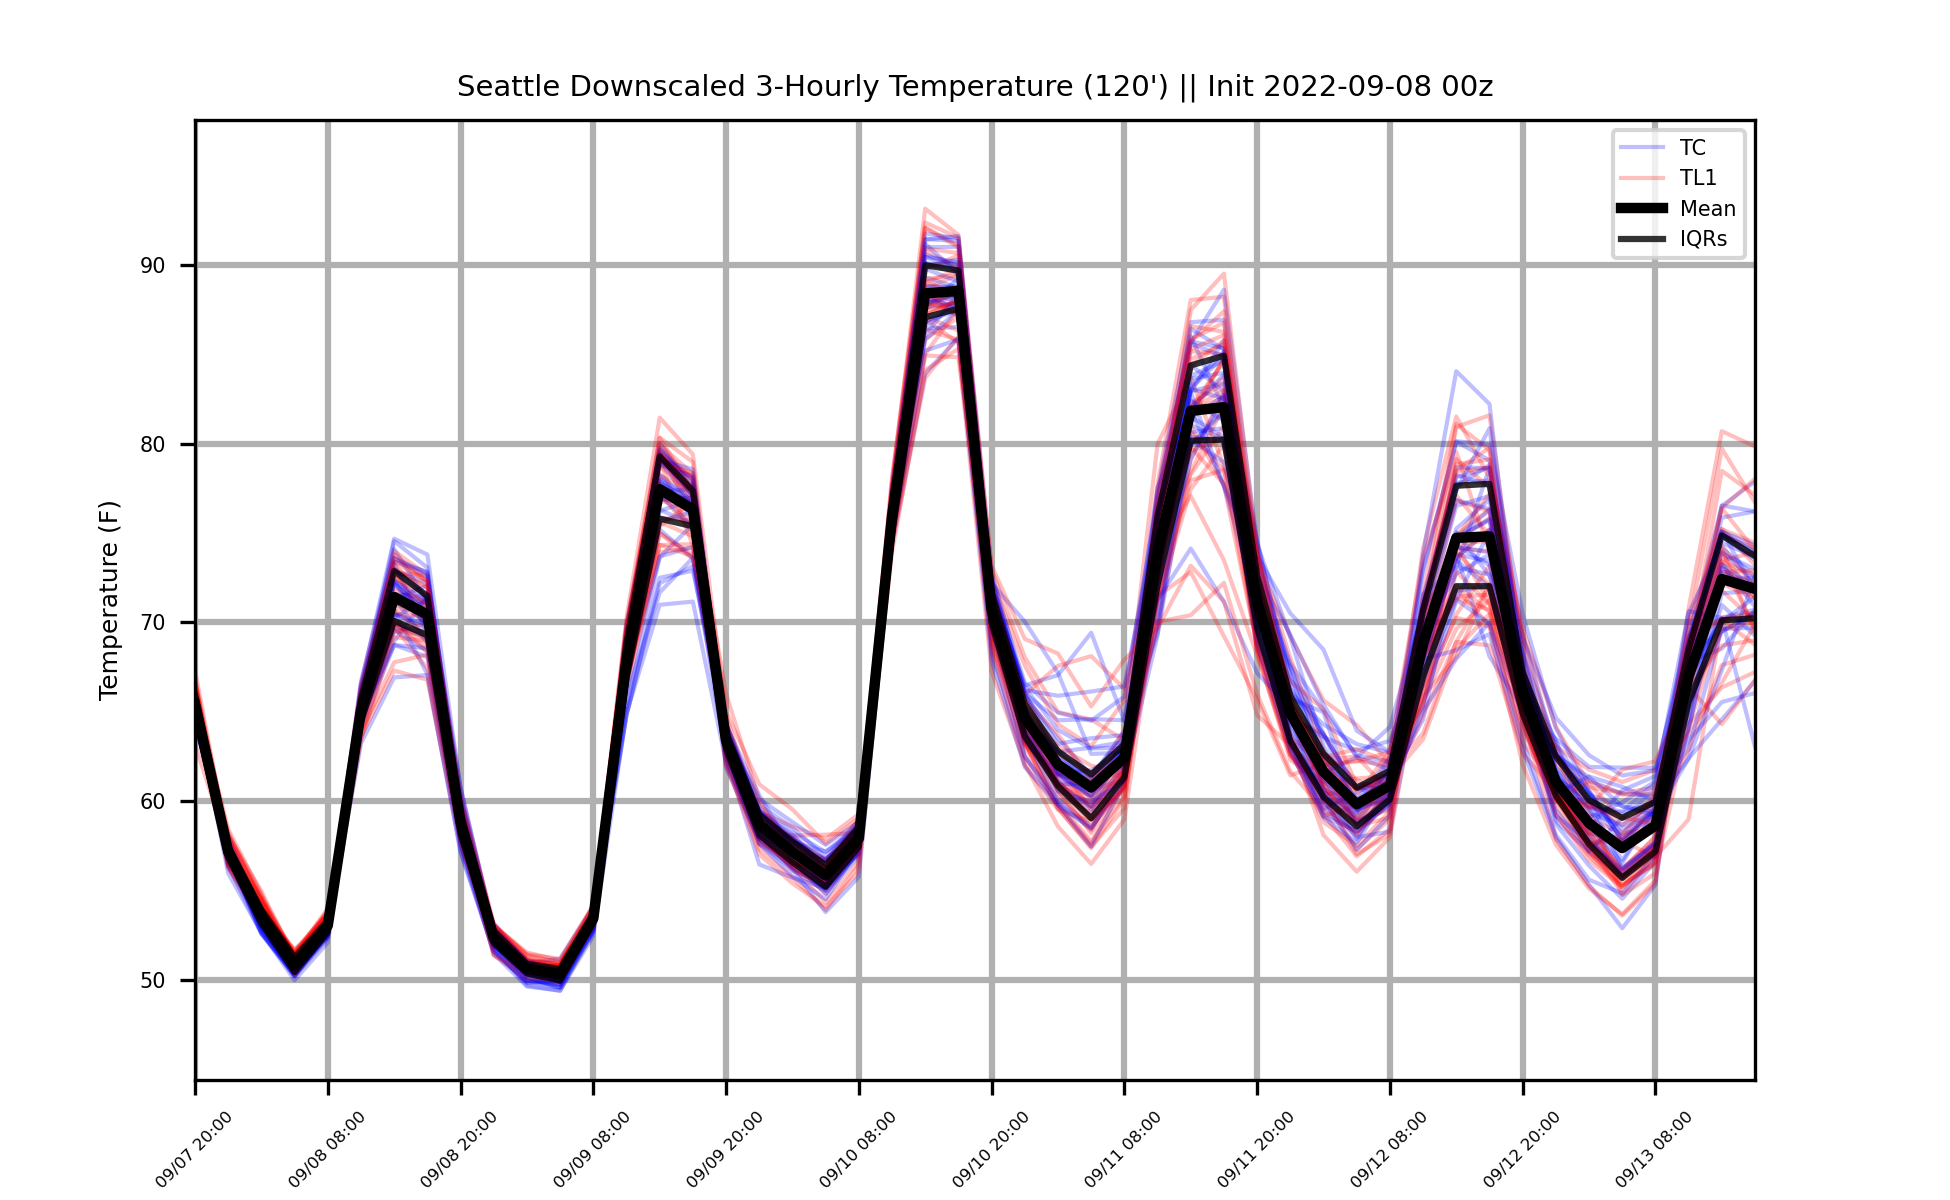 Seattle Downscaled 3-Hourly Temperature (120') || Init 2022-09-08 00z
TC
TL1
Mean
IQRs
Temperature (F)
90
80
70
60
50
09/07 20:00
09/08 08:00
09/08 20:00
09/09 08:00
09/09 20:00
09/10 08:00
09/10 20:00
09/11 08:00
09/11 20:00
09/12 08:00
09/12 20:00
09/13 08:00